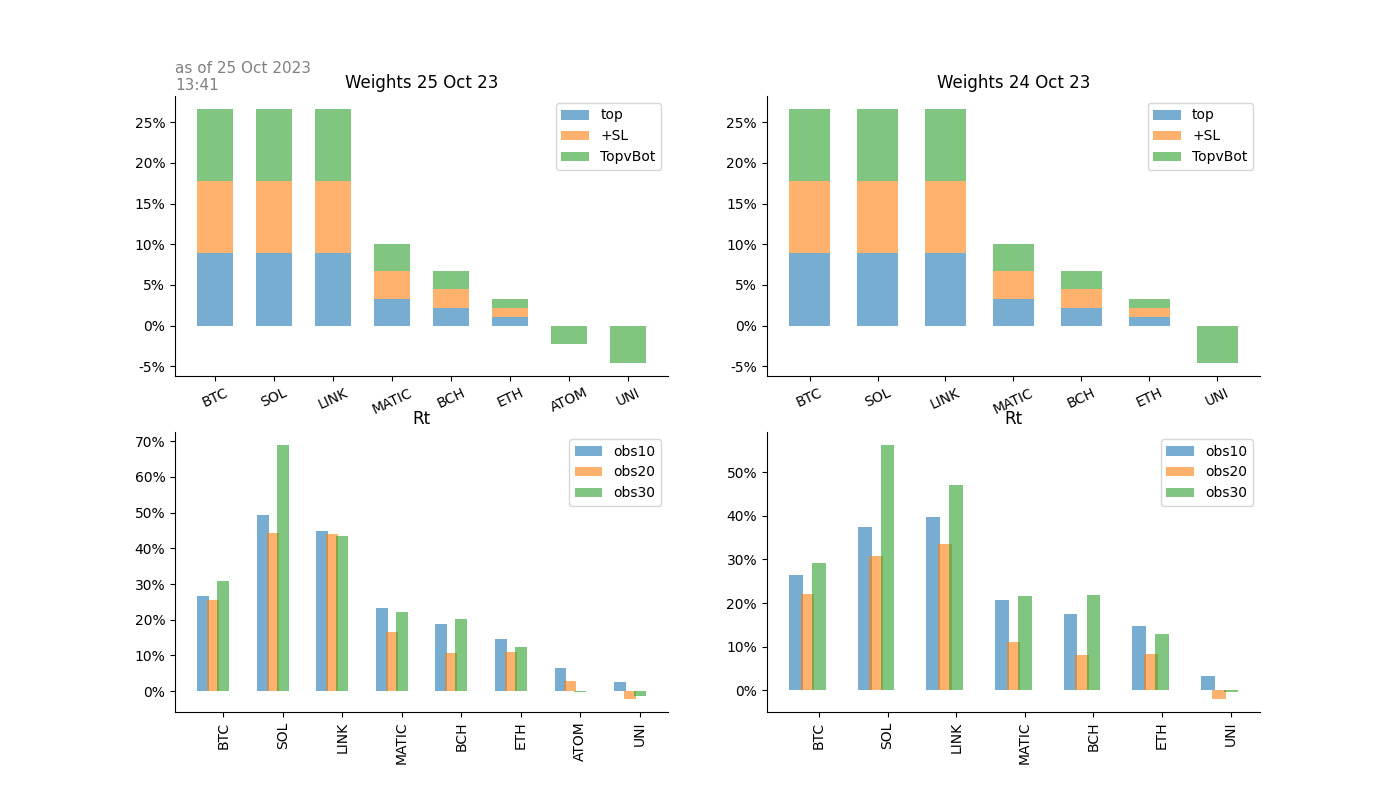 as of 25 Oct 2023
13:41
Weights 25 Oct 23
25%
20%
15%
10%
5%
0%
-5%
top
+SL
TopvBot
BTC SOL LINK MATIC BCH ETH ATOM UNI
Weights 24 Oct 23
25%
20%
15%
10%
5%
0%
-5%
top
+SL
TopvBot
BTC SOL LINK MATIC BCH ETH UNI
Rt
70%
60%
50%
40%
30%
20%
10%
0%
obs10
obs20
obs30
BTC SOL LINK MATIC BCH ETH ATOM UNI
Rt
50%
40%
30%
20%
10%
0%
obs10
obs20
obs30
BTC SOL LINK MATIC BCH ETH UNI